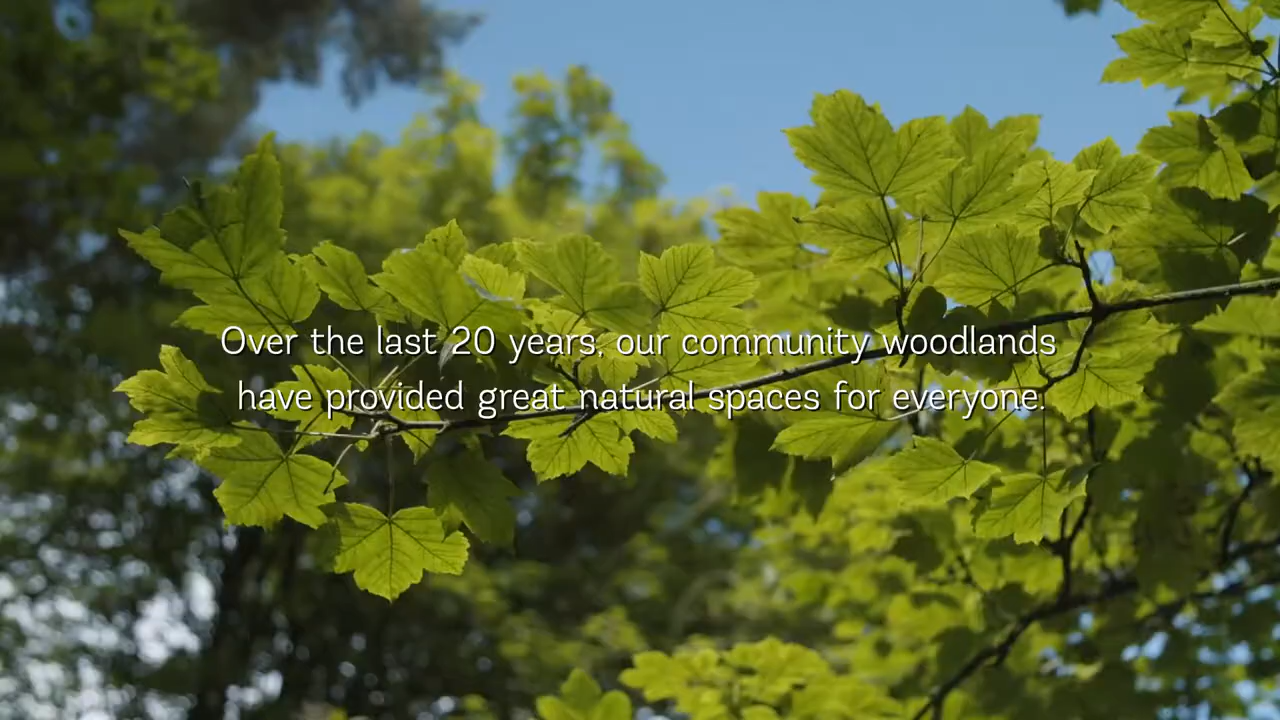 Over the last 20 years, our community woodlands
have provided great natural spaces for everyone.